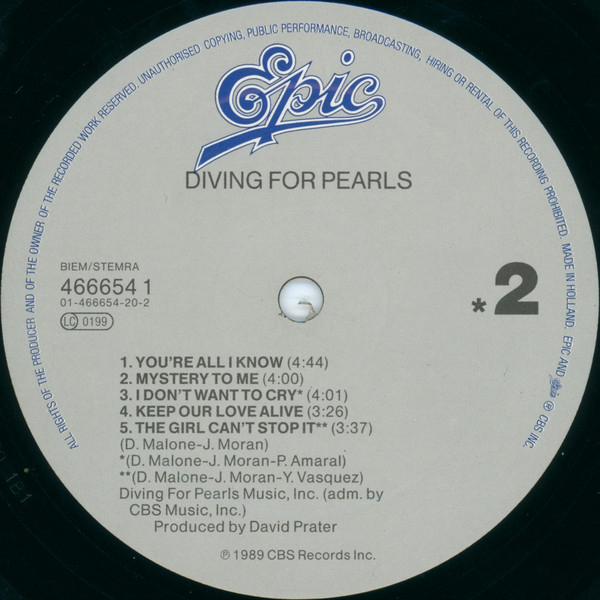 ALL RIGHTS OF THE PRODUCER AND OF THE OWNER OF THE RECORDED WORK RESERVED. UNAUTHORISED COPYING, PUBLIC PERFORMANCE, BROADCASTING, HIRING OR RENTAL OF THIS RECORDING PROHIBITED. MADE IN HOLLAND. EPIC AND Epic ℗ CBS INC.
Epic
DIVING FOR PEARLS
BIEM/STEMRA
466654 1
01-466654-20-2
LC 0199
*2
1. YOU'RE ALL I KNOW (4:44)
2. MYSTERY TO ME (4:00)
3. I DON'T WANT TO CRY* (4:01)
4. KEEP OUR LOVE ALIVE (3:26)
5. THE GIRL CAN'T STOP IT** (3:37)
(D. Malone-J. Moran)
*(D. Malone-J. Moran-P. Amaral)
**(D. Malone-J. Moran-Y. Vasquez)
Diving For Pearls Music, Inc. (adm. by
CBS Music, Inc.)
Produced by David Prater
℗ 1989 CBS Records Inc.